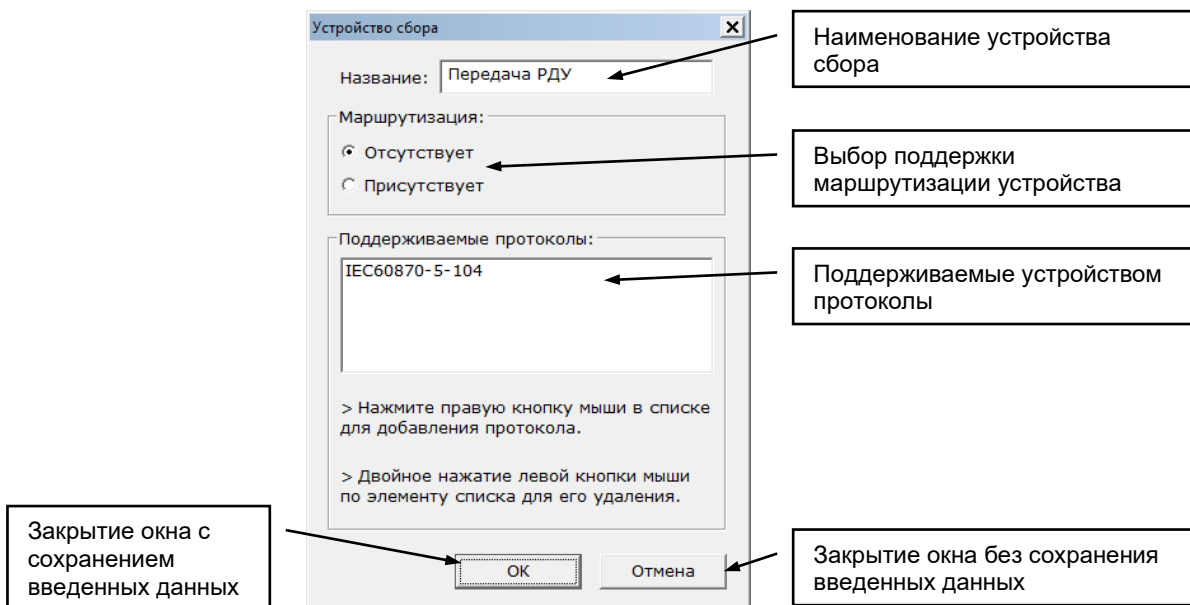 Устройство сбора
Название:
Передача РДУ
Наименование устройства
сбора
Маршрутизация:
Отсутствует
Присутствует
Выбор поддержки
маршрутизации устройства
Поддерживаемые протоколы:
IEC60870-5-104
Поддерживаемые устройством
протоколы
> Нажмите правую кнопку мыши в списке
для добавления протокола.
> Двойное нажатие левой кнопки мыши
по элементу списка для его удаления.
Закрытие окна с
сохранением
введенных данных
OK
Отмена
Закрытие окна без сохранения
введенных данных